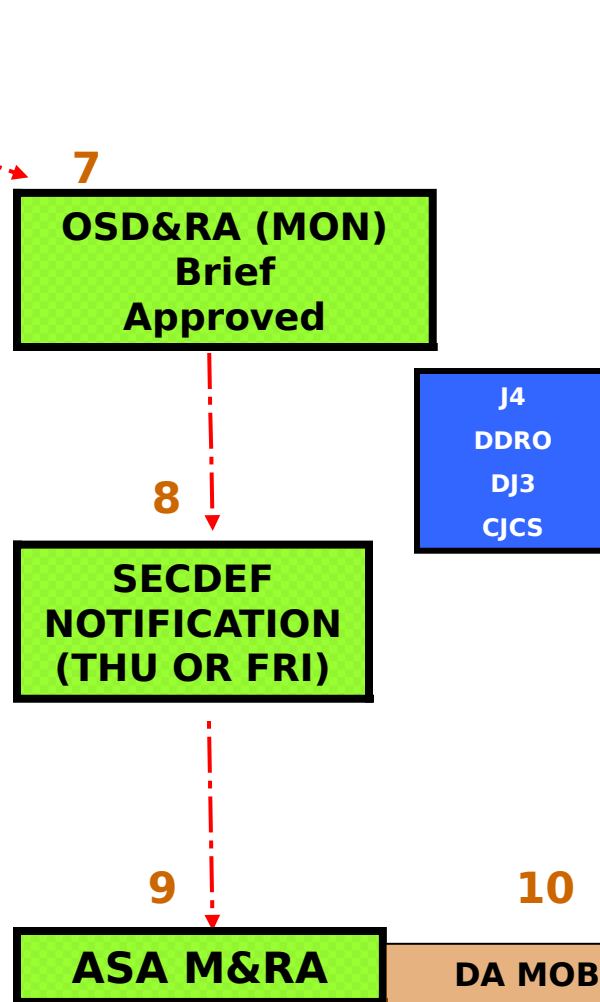 7
OSD&RA (MON)
Brief
Approved
J4
DDRO
DJ3
CJCS
8
SECDEF
NOTIFICATION
(THU OR FRI)
9
10
ASA M&RA
DA MOB